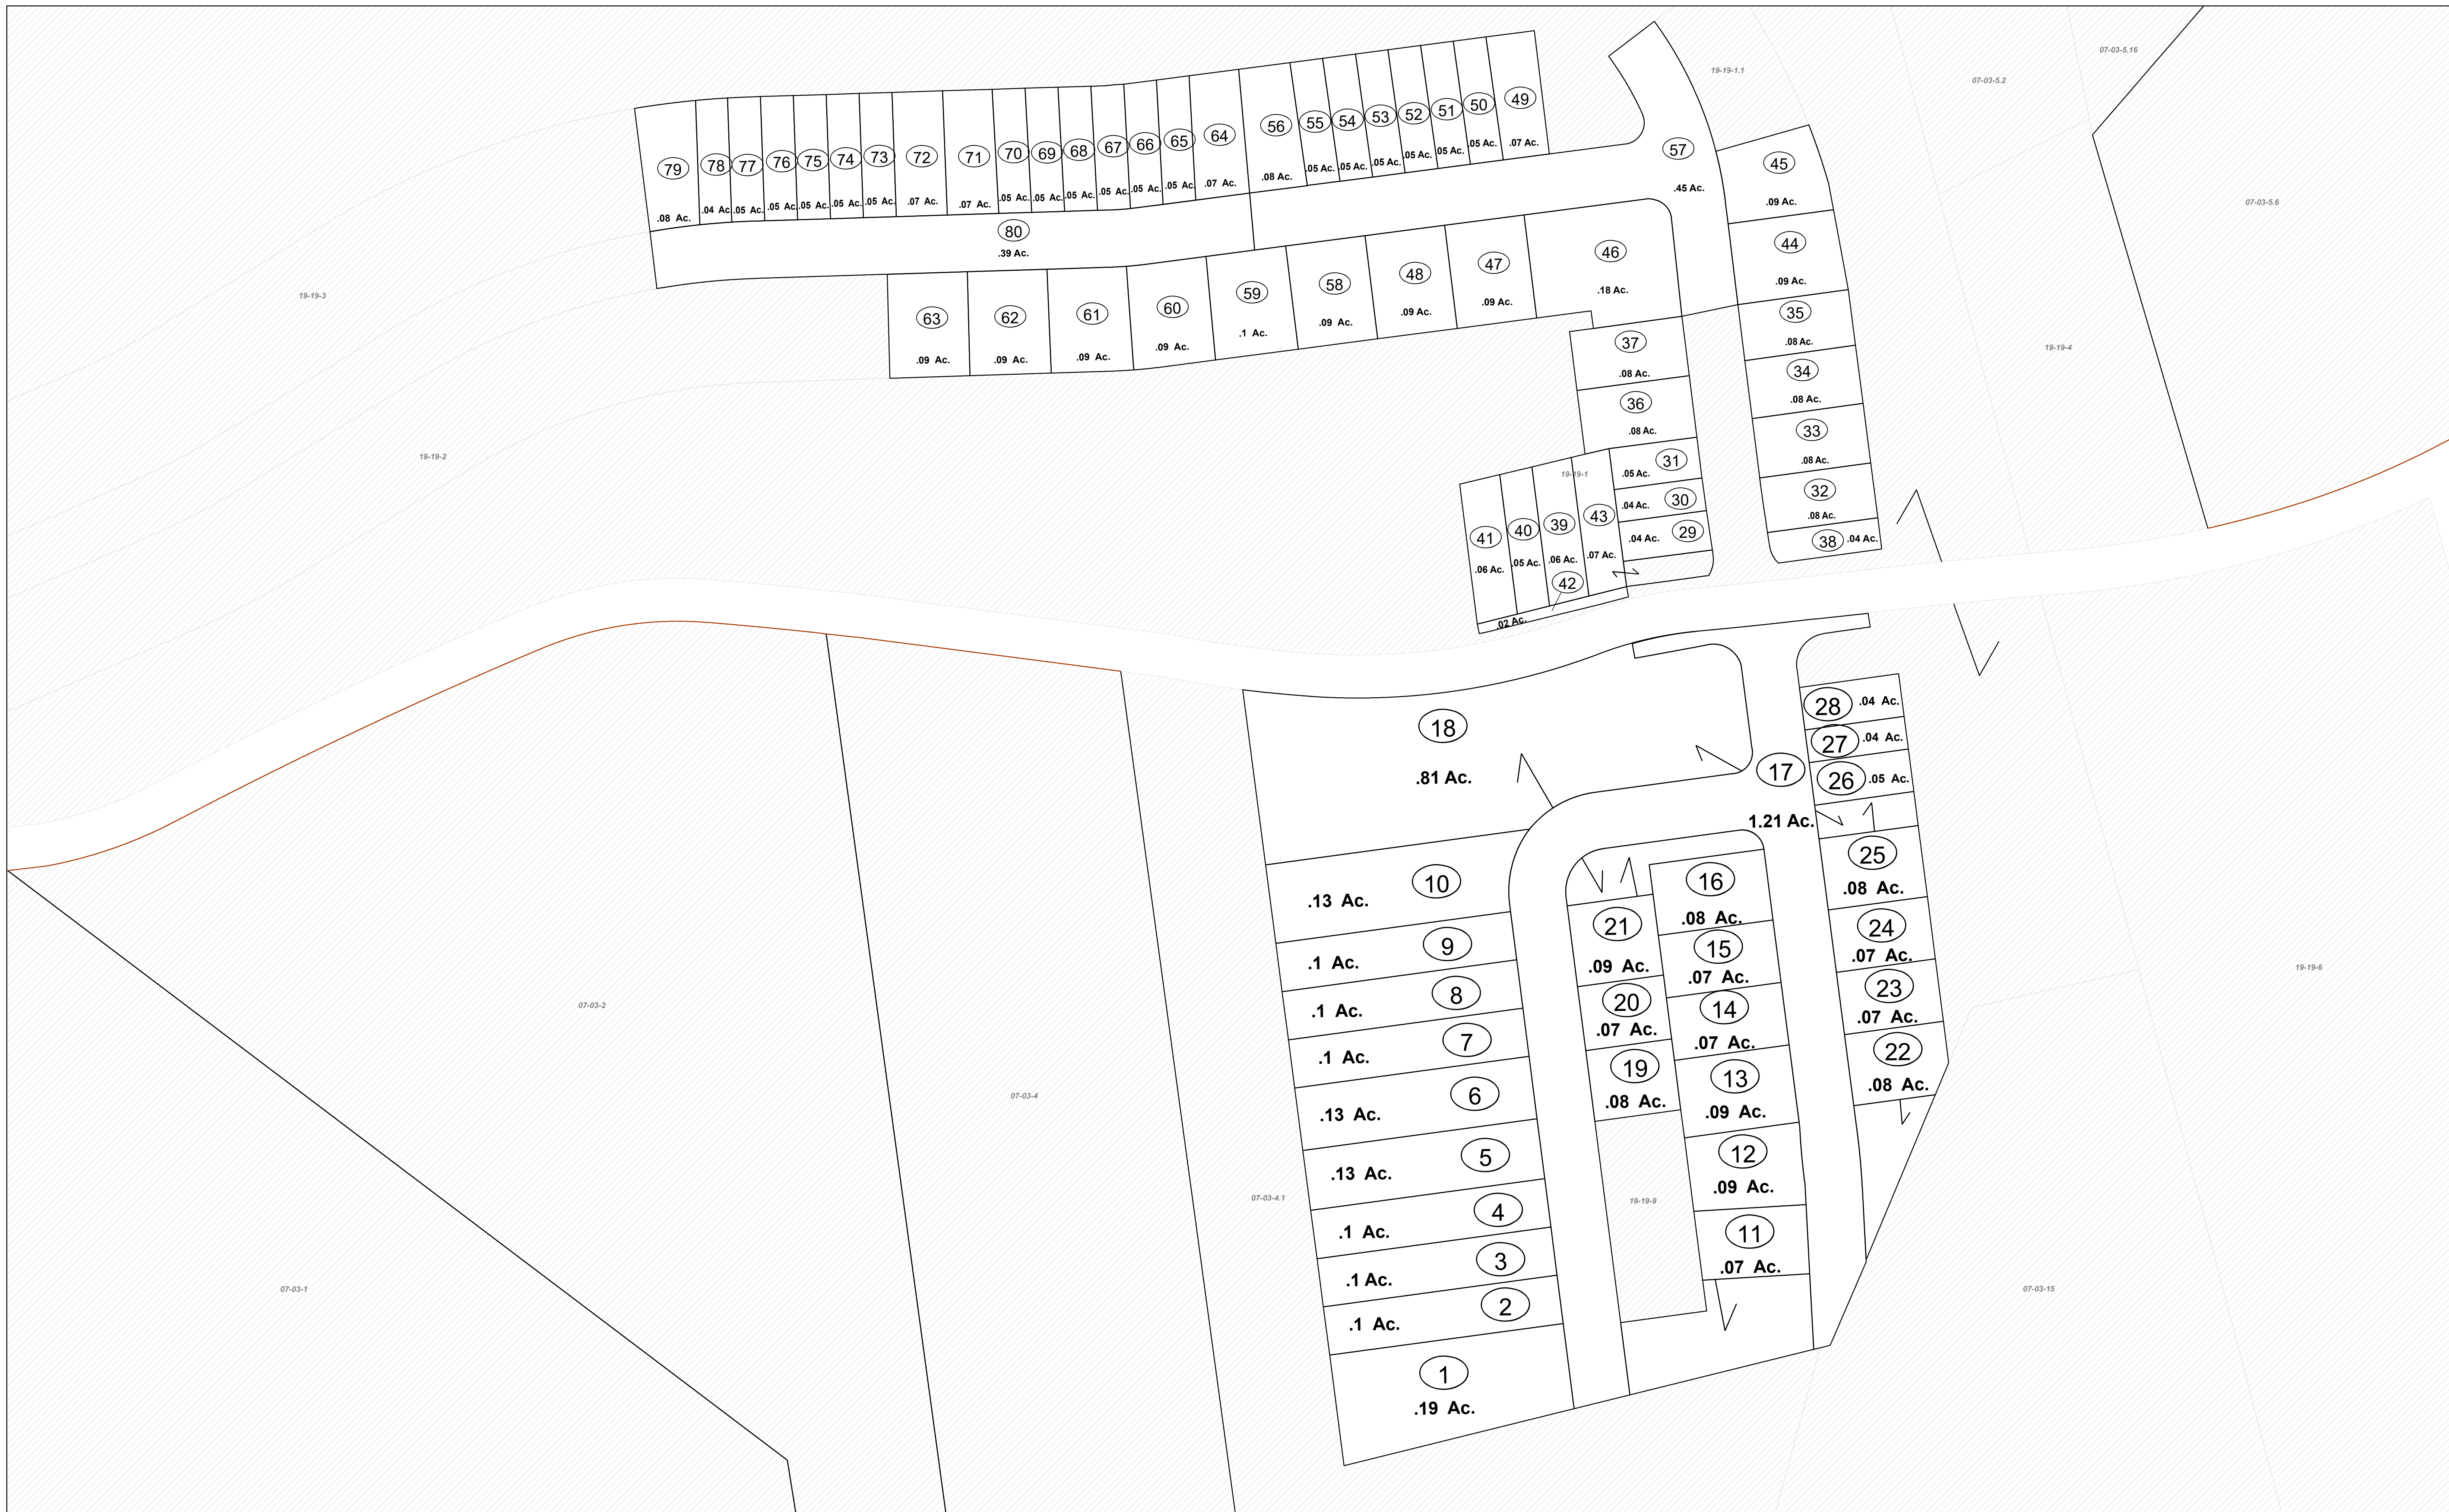 07-03-5.16
19-19-1.1
07-03-5.2
79
.08 Ac.
78
.04 Ac.
77
.05 Ac.
76
.05 Ac.
75
.05 Ac.
74
.05 Ac.
73
.05 Ac.
72
.07 Ac.
71
.07 Ac.
70
.05 Ac.
69
.05 Ac.
68
.05 Ac.
67
.05 Ac.
66
.05 Ac.
65
.05 Ac.
64
.07 Ac.
56
.08 Ac.
55
.05 Ac.
54
.05 Ac.
53
.05 Ac.
52
.05 Ac.
51
.05 Ac.
50
.05 Ac.
49
.07 Ac.
57
.45 Ac.
45
.09 Ac.
07-03-5.6
80
.39 Ac.
44
.09 Ac.
19-19-3
63
.09 Ac.
62
.09 Ac.
61
.09 Ac.
60
.09 Ac.
59
.1 Ac.
58
.09 Ac.
48
.09 Ac.
47
.09 Ac.
46
.18 Ac.
35
.08 Ac.
19-19-4
37
.08 Ac.
34
.08 Ac.
36
.08 Ac.
33
.08 Ac.
19-19-2
19-19-1
31
.05 Ac.
30
.04 Ac.
29
.04 Ac.
32
.08 Ac.
38
.04 Ac.
41
.06 Ac.
40
.05 Ac.
39
.06 Ac.
43
.07 Ac.
42
.02 Ac.
18
.81 Ac.
28
.04 Ac.
27
.04 Ac.
26
.05 Ac.
17
1.21 Ac.
25
.08 Ac.
10
.13 Ac.
16
.08 Ac.
21
.09 Ac.
24
.07 Ac.
9
.1 Ac.
15
.07 Ac.
19-19-6
8
.1 Ac.
20
.07 Ac.
14
.07 Ac.
23
.07 Ac.
07-03-2
7
.1 Ac.
19
.08 Ac.
13
.09 Ac.
22
.08 Ac.
07-03-4
6
.13 Ac.
5
.13 Ac.
12
.09 Ac.
07-03-4.1
19-19-9
4
.1 Ac.
11
.07 Ac.
3
.1 Ac.
07-03-1
07-03-15
2
.1 Ac.
1
.19 Ac.